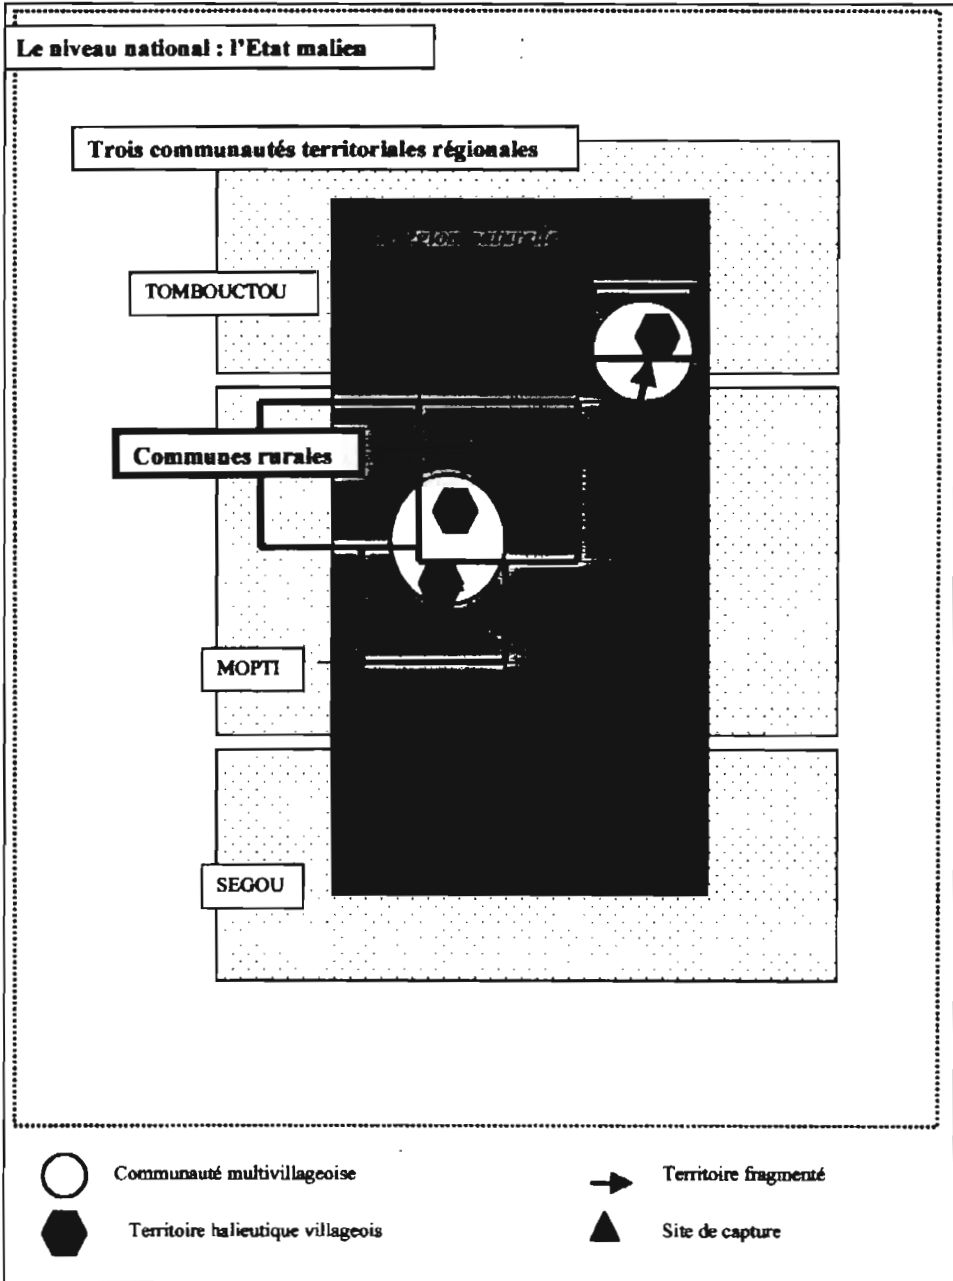 Le niveau national : l'Etat malien
Trois communautés territoriales régionales
TOMBOUCTOU
Communes rurales
MOPTI
SEGOU
Communauté multivillageoise
Territoire fragmenté
Territoire halieutique villageois
Site de capture